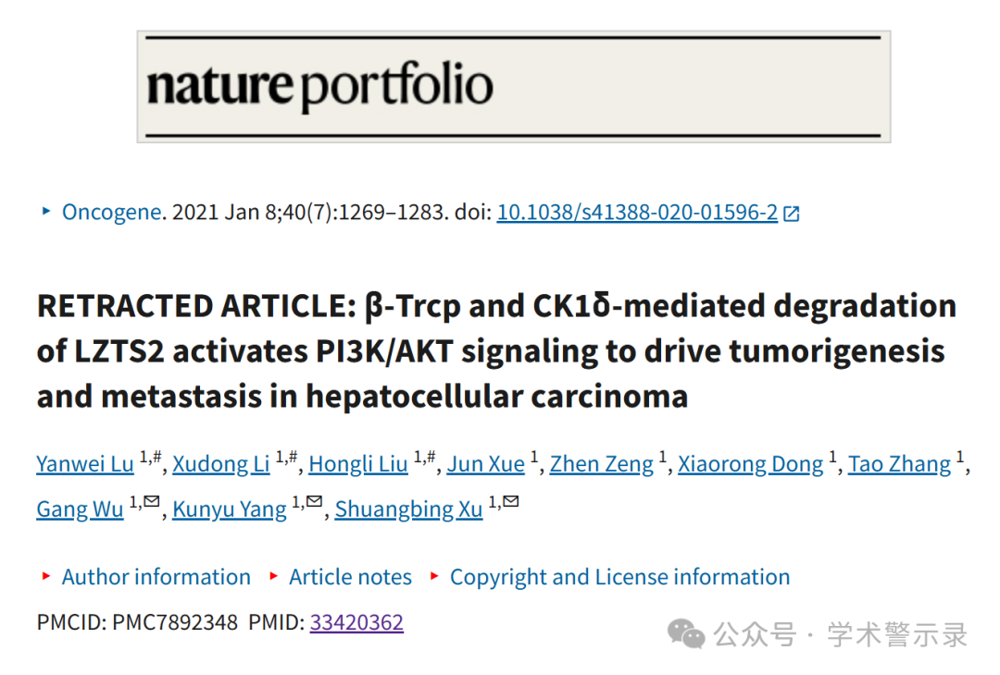 nature portfolio
‣ Oncogene. 2021 Jan 8;40(7):1269–1283. doi: 10.1038/s41388-020-01596-2
RETRACTED ARTICLE: β-Trcp and CK1δ-mediated degradation
of LZTS2 activates PI3K/AKT signaling to drive tumorigenesis
and metastasis in hepatocellular carcinoma
Yanwei Lu 1,#, Xudong Li 1,#, Hongli Liu 1,#, Jun Xue 1, Zhen Zeng 1, Xiaorong Dong 1, Tao Zhang 1,
Gang Wu 1,✉, Kunyu Yang 1,✉, Shuangbing Xu 1,✉
‣ Author information ‣ Article notes ‣ Copyright and License information
PMCID: PMC7892348 PMID: 33420362
公众号 · 学术警示录